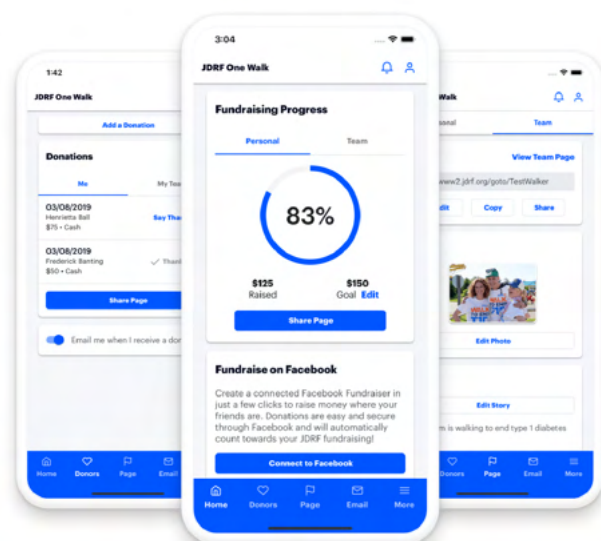 1:42
JDRF One Walk
Add a Donation
Donations
Me
My Tea
03/08/2019
Henrietta Ball
$75 • Cash
Say Than
03/08/2019
Frederick Banting
$50 • Cash
Thank
Share Page
Email me when I receive a don
Home
Donors
Page
Email
3:04
JDRF One Walk
Fundraising Progress
Personal
Team
83%
$125
Raised
$150
Goal Edit
Share Page
Fundraise on Facebook
Create a connected Facebook Fundraiser in
just a few clicks to raise money where your
friends are. Donations are easy and secure
through Facebook and will automatically
count towards your JDRF fundraising!
Connect to Facebook
Home
Donors
Page
Email
More
Walk
onal
Team
View Team Page
www2.jdrf.org/goto/TestWalker
dit
Copy
Share
Edit Photo
Edit Story
m is walking to end type 1 diabetes
Donors
Page
Email
More